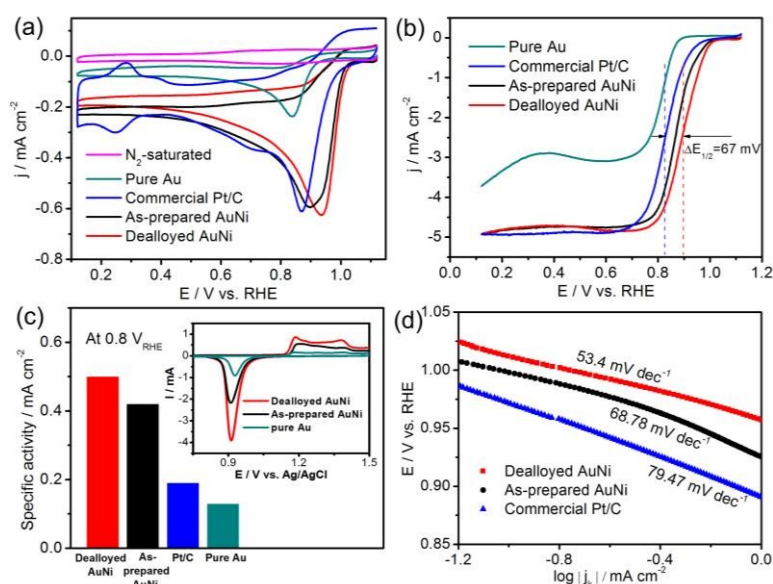 (a)
j / mA cm⁻²
0.0
-0.2
-0.4
-0.6
-0.8
N₂-saturated
Pure Au
Commercial Pt/C
As-prepared AuNi
Dealloyed AuNi
0.2 0.4 0.6 0.8 1.0
E / V vs. RHE
(b)
j / mA cm⁻²
0
-1
-2
-3
-4
-5
Pure Au
Commercial Pt/C
As-prepared AuNi
Dealloyed AuNi
ΔE₁/₂=67 mV
0.0 0.2 0.4 0.6 0.8 1.0 1.2
E / V vs. RHE
(c)
Specific activity / mA cm⁻²
0.6
0.4
0.2
0.0
At 0.8 V_RHE
I / mA
1
0
-1
-2
-3
-4
Dealloyed AuNi
As-prepared AuNi
pure Au
0.9 1.2 1.5
E / V vs. Ag/AgCl
Dealloyed
AuNi
As-
prepared
AuNi
Pt/C
Pure Au
(d)
E / V vs. RHE
1.05
1.00
0.95
0.90
0.85
53.4 mV dec⁻¹
68.78 mV dec⁻¹
79.47 mV dec⁻¹
Dealloyed AuNi
As-prepared AuNi
Commercial Pt/C
-1.2 -0.8 -0.4 0.0
log|jₖ| / mA cm⁻²